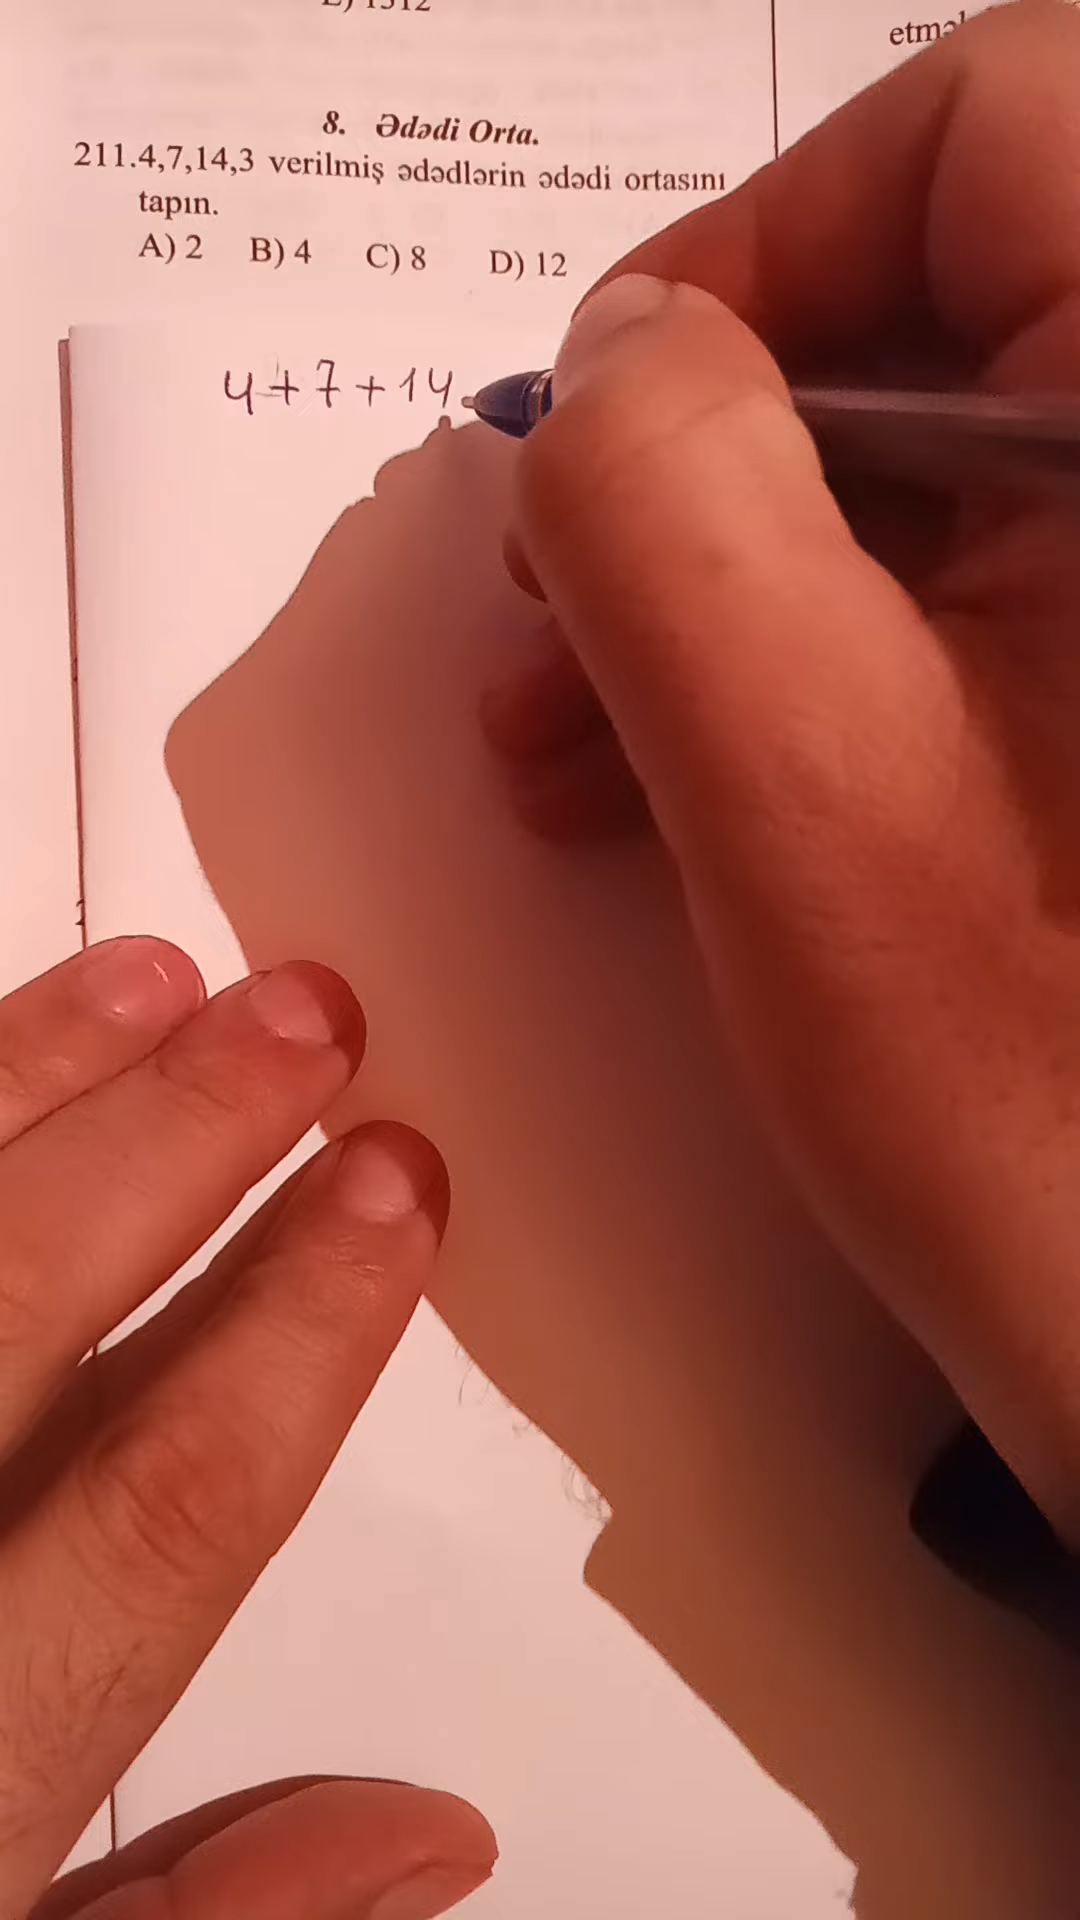 8. Ədədi Orta.
211.4,7,14,3 verilmiş ədədlərin ədədi ortasını
tapın.
A) 2 B) 4 C) 8 D) 12
4+7+14